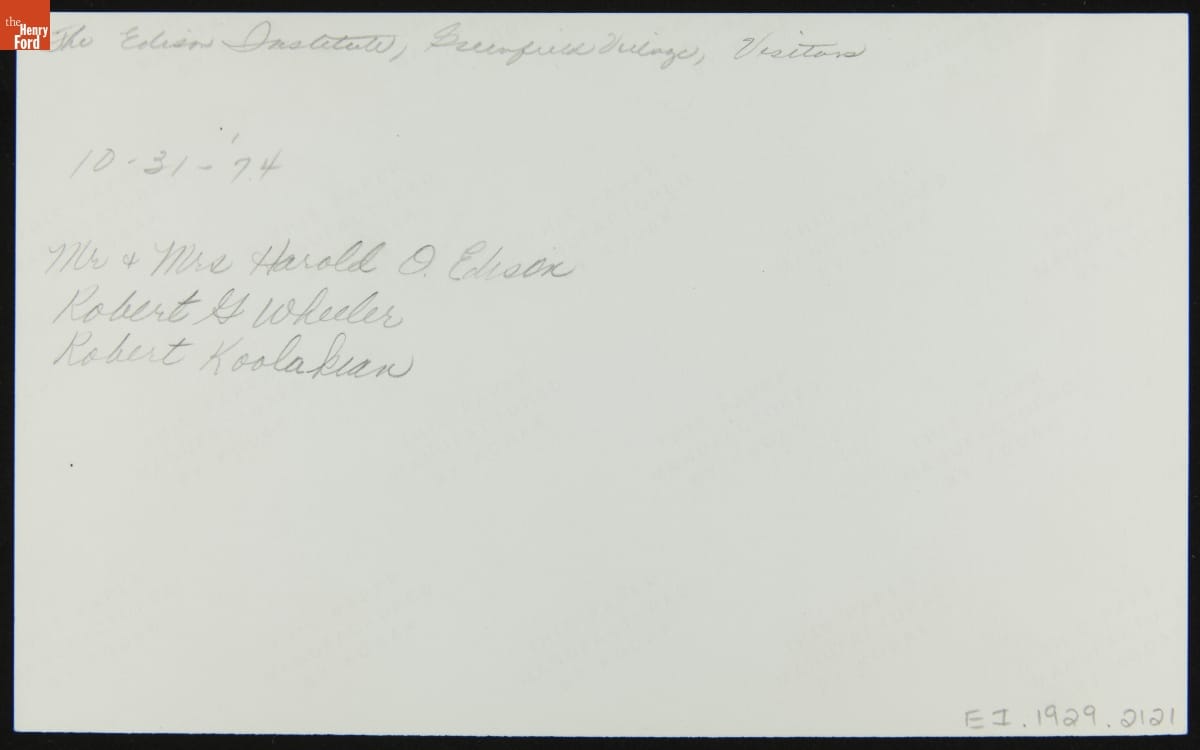 the
Henry
Ford
The Edison Institute, Greenfield Village, Visitors
10-31-'74
Mr & Mrs Harold O. Edison
Robert G Wheeler
Robert Koolakian
EI.1929.2121